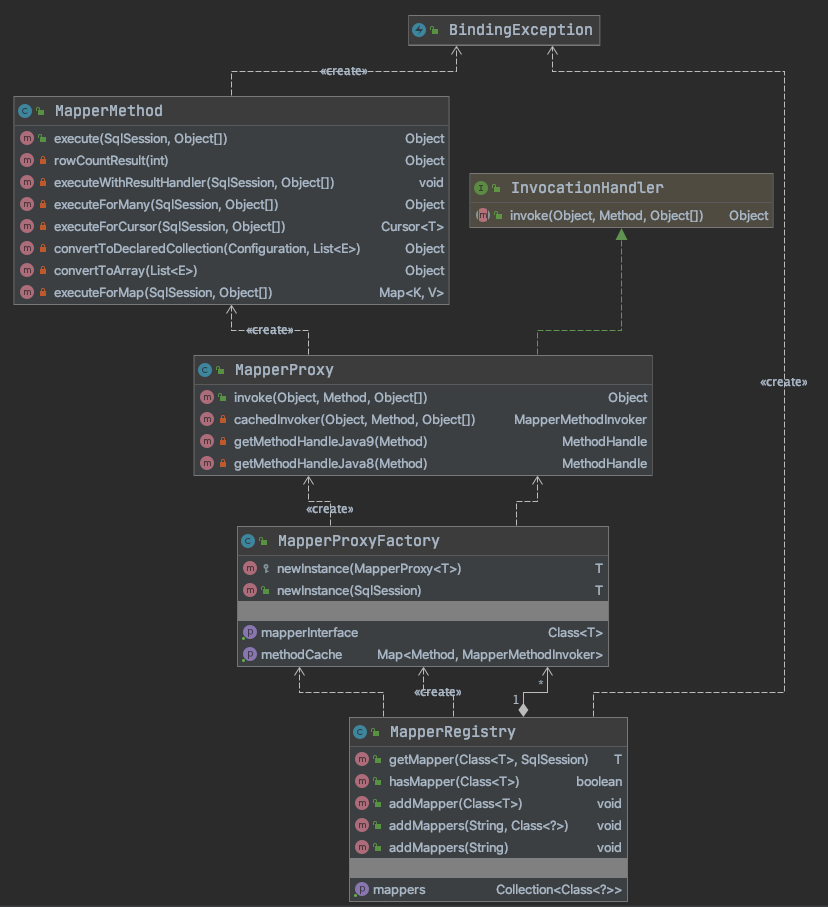 BindingException
«create»
MapperMethod
execute(SqlSession, Object[]) Object
rowCountResult(int) Object
executeWithResultHandler(SqlSession, Object[]) void
executeForMany(SqlSession, Object[]) Object
executeForCursor(SqlSession, Object[]) Cursor<T>
convertToDeclaredCollection(Configuration, List<E>) Object
convertToArray(List<E>) Object
executeForMap(SqlSession, Object[]) Map<K, V>
InvocationHandler
invoke(Object, Method, Object[]) Object
«create»
«create»
MapperProxy
invoke(Object, Method, Object[]) Object
cachedInvoker(Object, Method, Object[]) MapperMethodInvoker
getMethodHandleJava9(Method) MethodHandle
getMethodHandleJava8(Method) MethodHandle
«create»
MapperProxyFactory
newInstance(MapperProxy<T>) T
newInstance(SqlSession) T
mapperInterface Class<T>
methodCache Map<Method, MapperMethodInvoker>
«create»
*
1
MapperRegistry
getMapper(Class<T>, SqlSession) T
hasMapper(Class<T>) boolean
addMapper(Class<T>) void
addMappers(String, Class<?>) void
addMappers(String) void
mappers Collection<Class<?>>